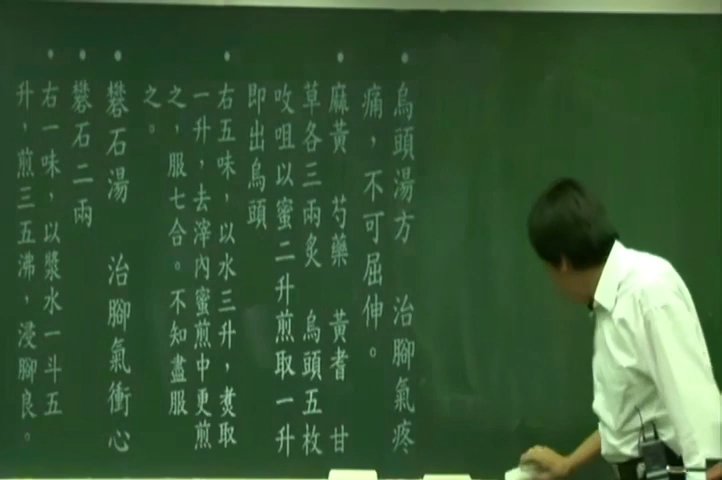 烏頭湯方 治腳氣疼
痛，不可屈伸。
麻黃 芍藥 黃耆 甘
草各三兩炙 烏頭五枚
㕮咀以蜜二升煎取一升
即出烏頭
右五味，以水三升，煮取
一升，去滓內蜜煎中更煎
之，服七合。不知盡服
之。
礬石湯 治腳氣衝心
礬石二兩
右一味，以漿水一斗五
升，煎三五沸，浸腳良。